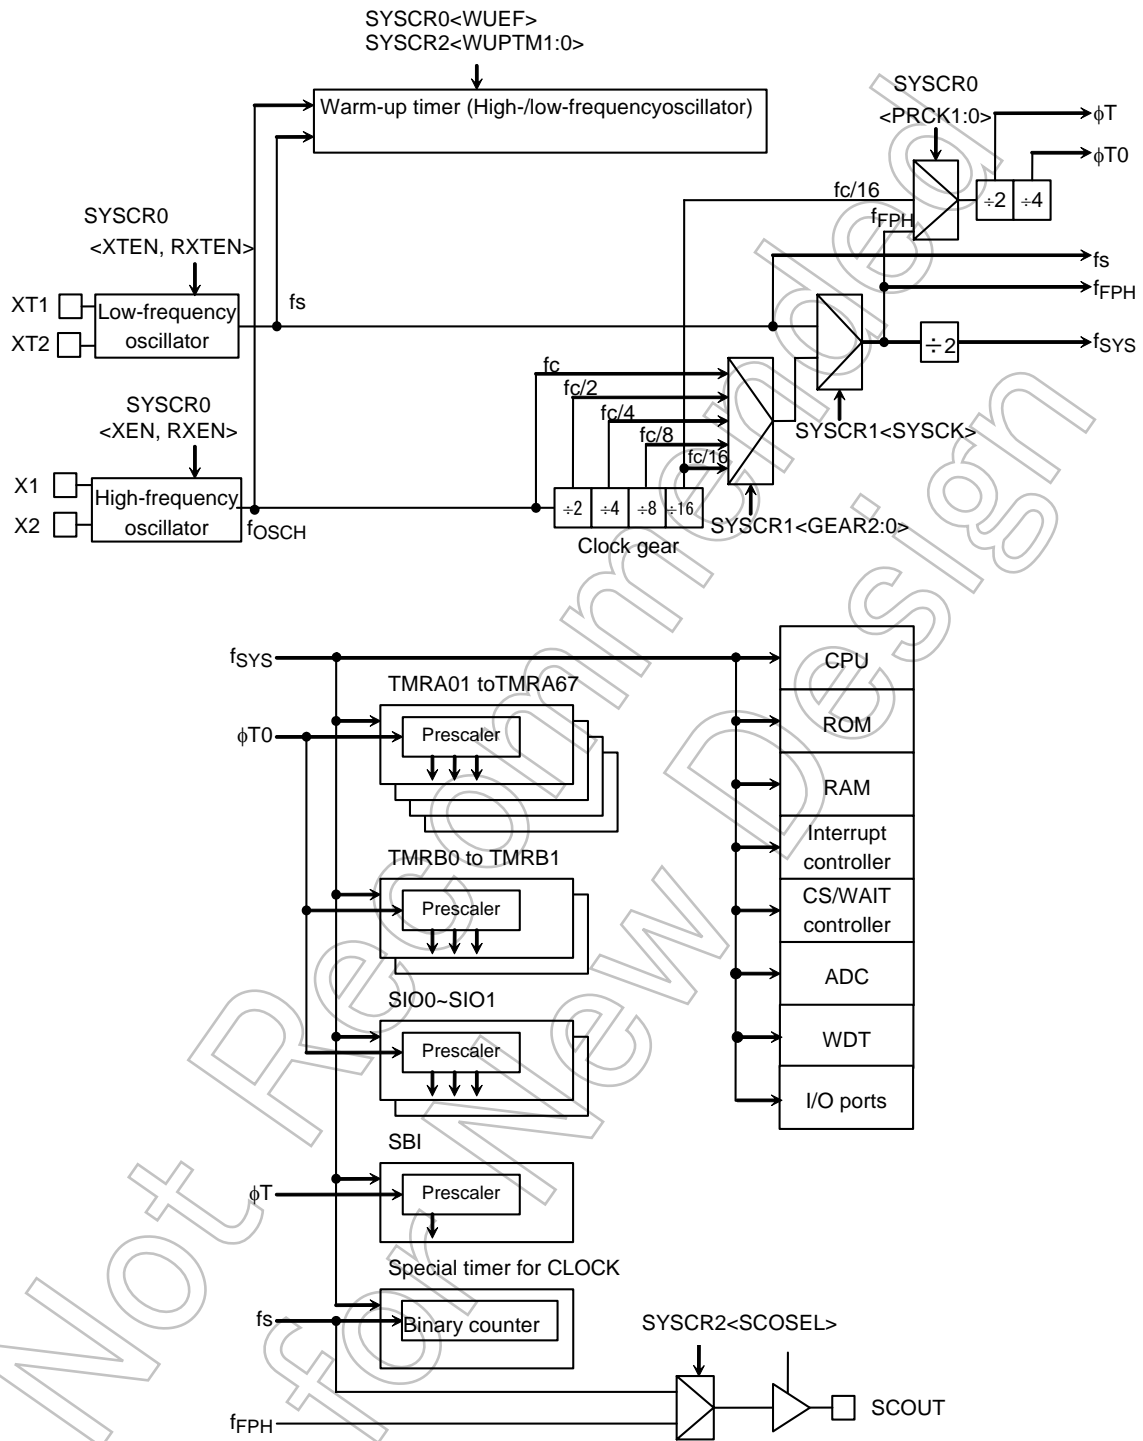 SYSCR0<WUEF>
SYSCR2<WUPTM1:0>
Warm-up timer (High-/low-frequencyoscillator)
SYSCR0
<PRCK1:0>
ϕT
ϕT0
fc/16
fFPH
÷2
÷4
SYSCR0
<XTEN, RXTEN>
fs
fs
fFPH
XT1
XT2
Low-frequency
oscillator
÷2
fSYS
fc
fc/2
fc/4
fc/8
fc/16
SYSCR1<SYSCK>
SYSCR0
<XEN, RXEN>
X1
X2
High-frequency
oscillator
fOSCH
÷2
÷4
÷8
÷16
Clock gear
SYSCR1<GEAR2:0>
fSYS
CPU
TMRA01 toTMRA67
ϕT0
Prescaler
ROM
RAM
Interrupt
controller
TMRB0 to TMRB1
Prescaler
CS/WAIT
controller
ADC
SIO0~SIO1
Prescaler
WDT
I/O ports
SBI
ϕT
Prescaler
Special timer for CLOCK
fs
Binary counter
SYSCR2<SCOSEL>
fFPH
SCOUT
Not Recommended
for New Design